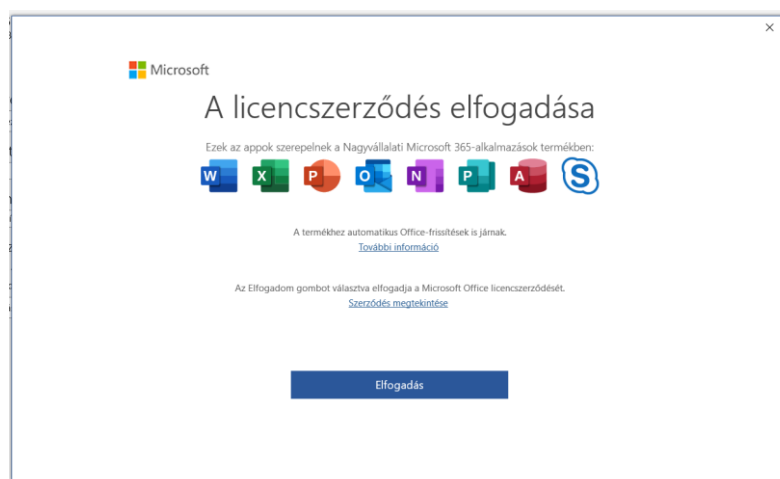 Microsoft
A licencszerződés elfogadása
Ezek az appok szerepelnek a Nagyvállalati Microsoft 365-alkalmazások termékben:
W X P O N P A S
A termékhez automatikus Office-frissítések is járnak.
További információ
Az Elfogadom gombot választva elfogadja a Microsoft Office licencszerződését.
Szerződés megtekintése
Elfogadás